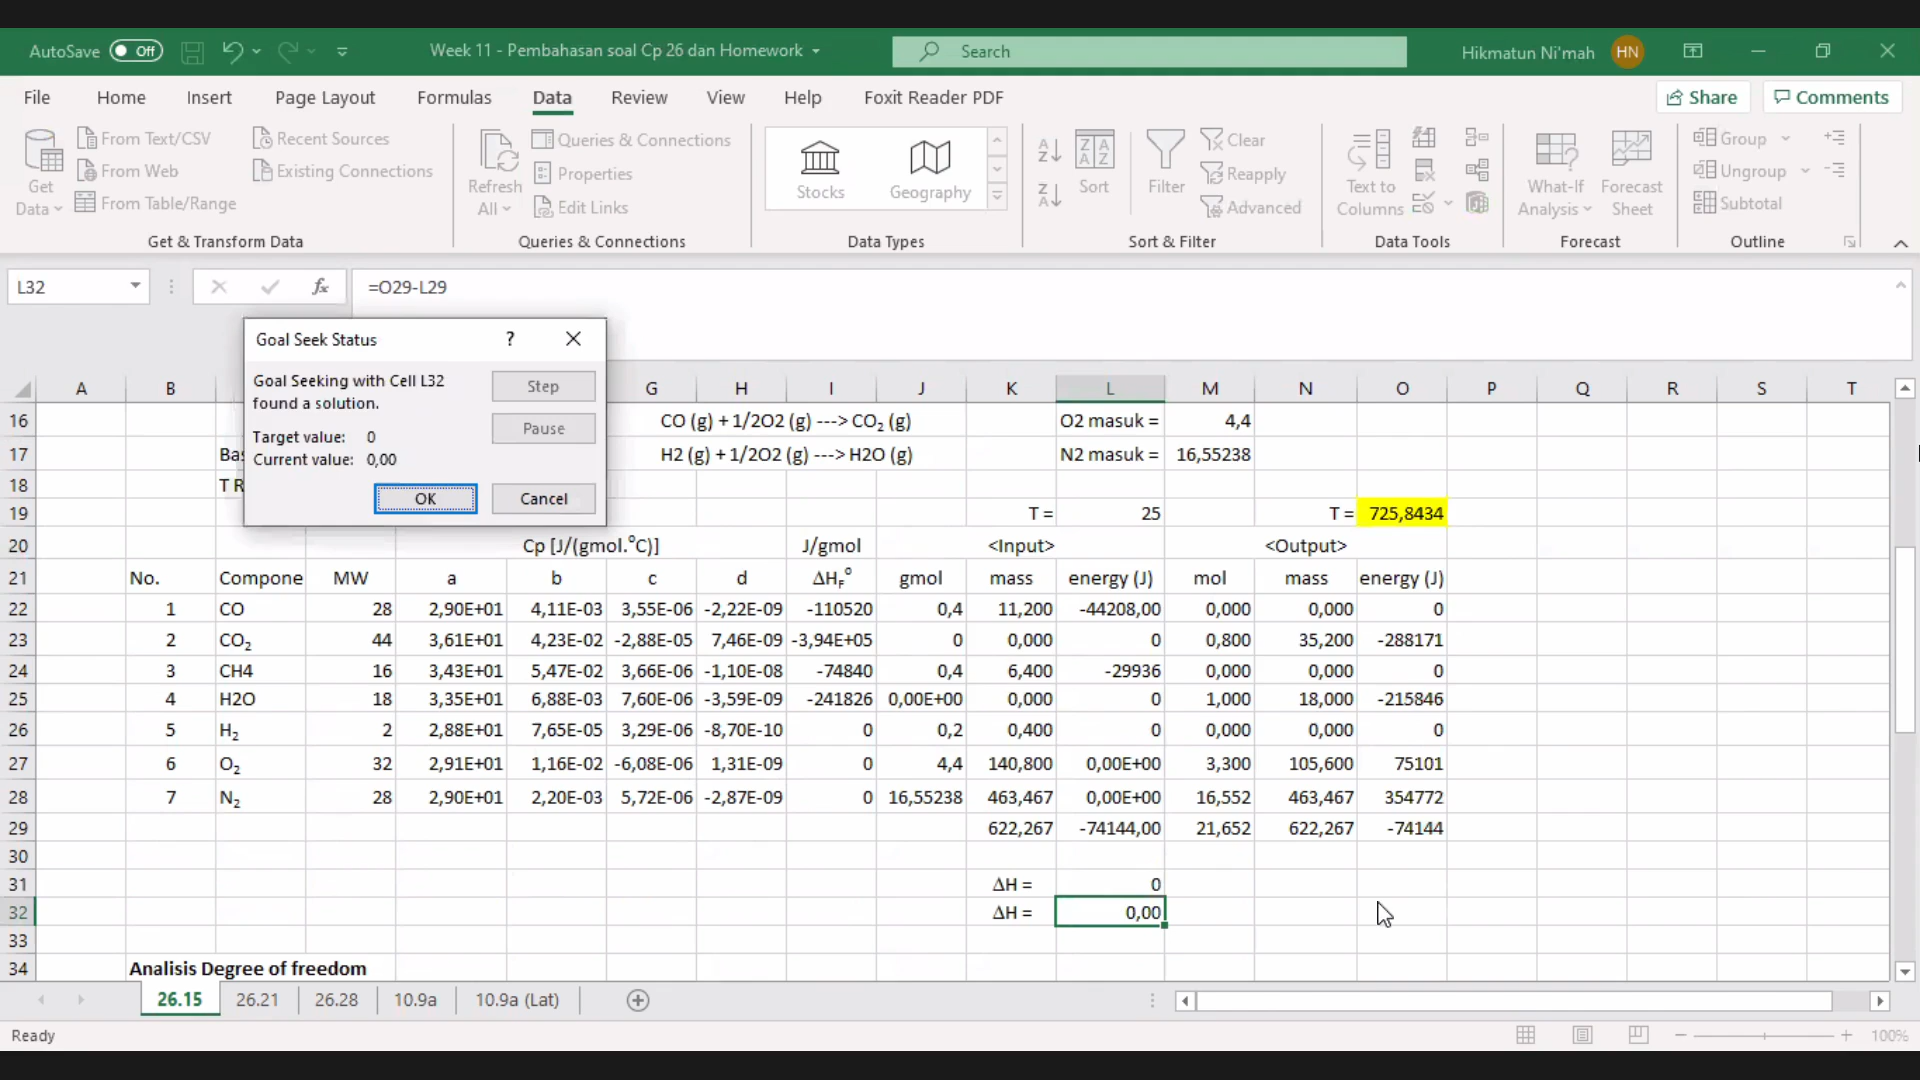 AutoSave Off Week 11 - Pembahasan soal Cp 26 dan Homework Search Hikmatun Ni'mah HN
File Home Insert Page Layout Formulas Data Review View Help Foxit Reader PDF Share Comments
Get Data
From Text/CSV
From Web
From Table/Range
Recent Sources
Existing Connections
Get & Transform Data
Refresh All
Queries & Connections
Properties
Edit Links
Queries & Connections
Stocks Geography
Data Types
Sort
Filter
Clear
Reapply
Advanced
Sort & Filter
Text to Columns
Data Tools
What-If Analysis
Forecast Sheet
Forecast
Group
Ungroup
Subtotal
Outline
L32 fx =O29-L29
Goal Seek Status ?
Goal Seeking with Cell L32
found a solution.
Target value: 0
Current value: 0,00
Step
Pause
OK Cancel
A B G H I J K L M N O P Q R S T
16 CO (g) + 1/2O2 (g) ---> CO₂ (g) O2 masuk = 4,4
17 Bas H2 (g) + 1/2O2 (g) ---> H2O (g) N2 masuk = 16,55238
18 T R
19 T = 25 T = 725,8434
20 Cp [J/(gmol.⁰C)] J/gmol <Input> <Output>
21 No. Compone MW a b c d ΔH_F⁰ gmol mass energy (J) mol mass energy (J)
22 1 CO 28 2,90E+01 4,11E-03 3,55E-06 -2,22E-09 -110520 0,4 11,200 -44208,00 0,000 0,000 0
23 2 CO₂ 44 3,61E+01 4,23E-02 -2,88E-05 7,46E-09 -3,94E+05 0 0,000 0 0,800 35,200 -288171
24 3 CH4 16 3,43E+01 5,47E-02 3,66E-06 -1,10E-08 -74840 0,4 6,400 -29936 0,000 0,000 0
25 4 H2O 18 3,35E+01 6,88E-03 7,60E-06 -3,59E-09 -241826 0,00E+00 0,000 0 1,000 18,000 -215846
26 5 H₂ 2 2,88E+01 7,65E-05 3,29E-06 -8,70E-10 0 0,2 0,400 0 0,000 0,000 0
27 6 O₂ 32 2,91E+01 1,16E-02 -6,08E-06 1,31E-09 0 4,4 140,800 0,00E+00 3,300 105,600 75101
28 7 N₂ 28 2,90E+01 2,20E-03 5,72E-06 -2,87E-09 0 16,55238 463,467 0,00E+00 16,552 463,467 354772
29 622,267 -74144,00 21,652 622,267 -74144
30
31 ΔH = 0
32 ΔH = 0,00
33
34 Analisis Degree of freedom
26.15 26.21 26.28 10.9a 10.9a (Lat)
Ready 100%